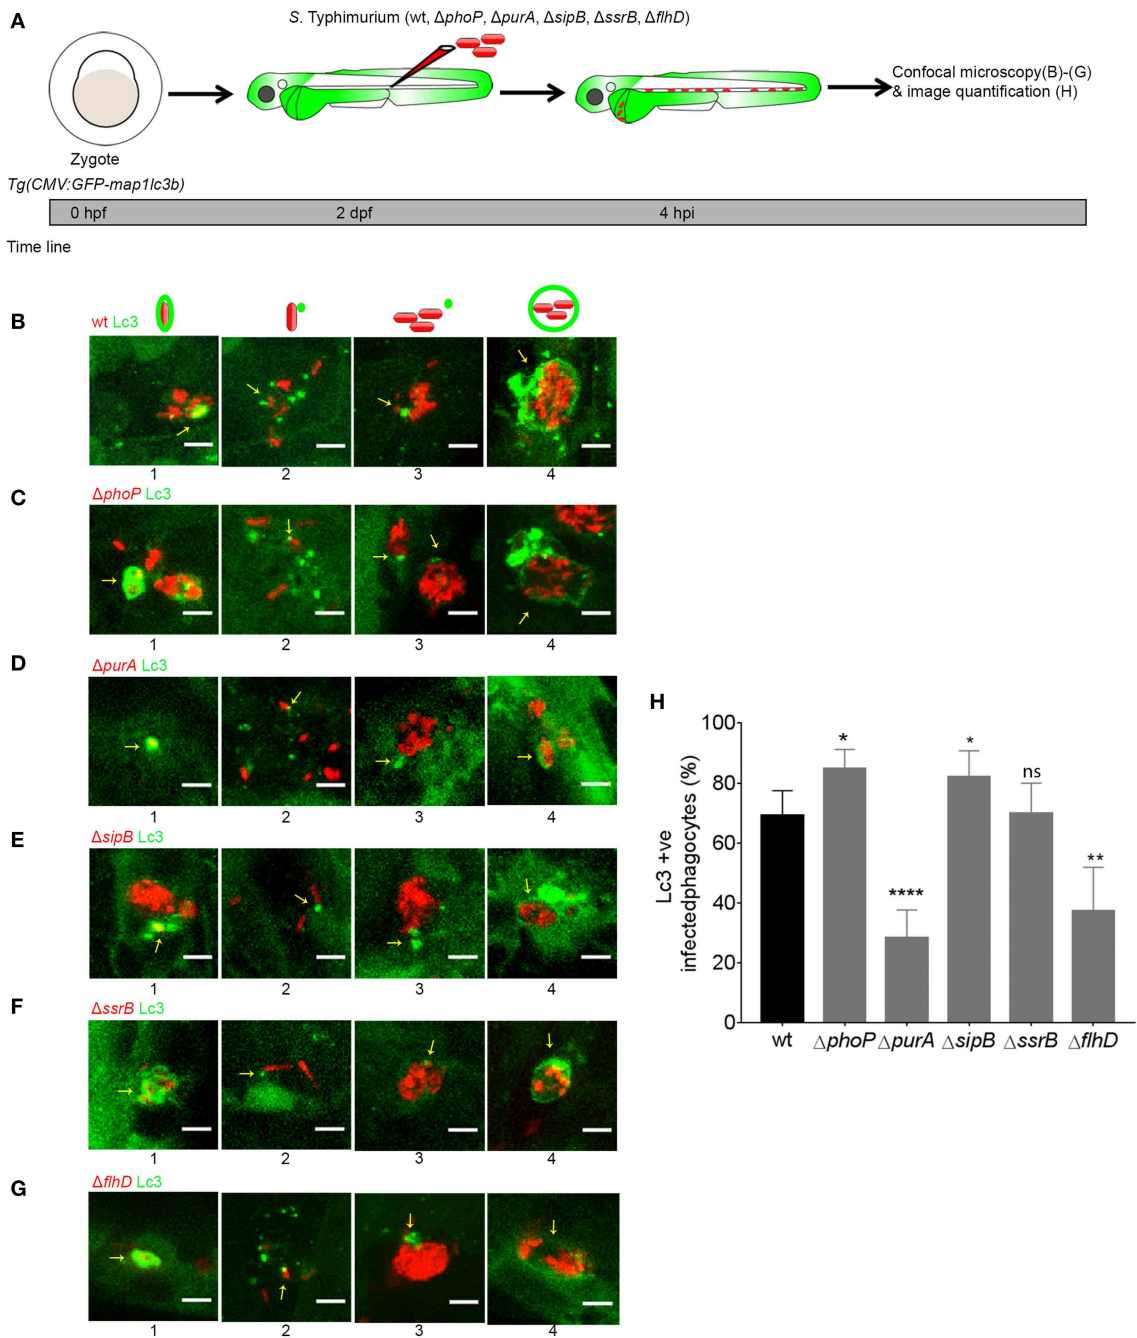 A
S. Typhimurium (wt, ΔphoP, ΔpurA, ΔsipB, ΔssrB, ΔflhD)
Confocal microscopy(B)-(G)
& image quantification (H)
Zygote
Tg(CMV:GFP-map1lc3b)
0 hpf 2 dpf 4 hpi
Time line
B
wt Lc3
1 2 3 4
C
ΔphoP Lc3
1 2 3 4
D
ΔpurA Lc3
1 2 3 4
E
ΔsipB Lc3
1 2 3 4
F
ΔssrB Lc3
1 2 3 4
G
ΔflhD Lc3
1 2 3 4
H
Lc3 +ve
infectedphagocytes (%)
100
80
60
40
20
0
* **** * ns **
wt ΔphoP ΔpurA ΔsipB ΔssrB ΔflhD